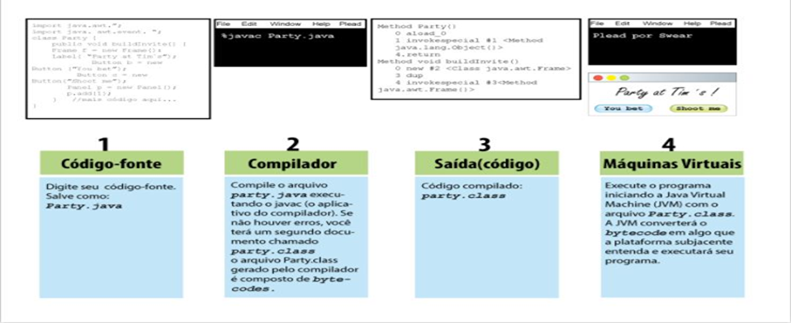 import java.awt.*;
import java. awt.event. *;
class Party {
public void buildInvite() {
Frame f = new Frame();
Label( "Party at Tim's");
Button b = new
Button ("You bet");
Button c = new
Button("Shoot me");
Panel p = new Panel();
p.add(l);
} //mais código aqui...
}
File Edit Window Help Plead
%javac Party.java
Method Party()
0 aload_0
1 invokespecial #1 <Method
java.lang.Object()>
4.return
Method void buildInvite()
0 new #2 <Class java.awt.Frame>
3 dup
4 invokespecial #3<Method
java.awt.Frame()>
File Edit Window Help Plead
Plead por Swear
Party at Tim's!
You bet
Shoot me
1
Código-fonte
Digite seu código-fonte.
Salve como:
Party.java
2
Compilador
Compile o arquivo
party.java execu-
tando o javac (o aplica-
tivo do compilador). Se
não houver erros, você
terá um segundo docu-
mento chamado
party.class
o arquivo Party.class
gerado pelo compilador
é composto de byte-
codes.
3
Saída(código)
Código compilado:
party.class
4
Máquinas Virtuais
Execute o programa
iniciando a Java Virtual
Machine (JVM) com o
arquivo Party.class.
A JVM converterá o
bytecode em algo que
a plataforma subjacente
entenda e executará seu
programa.